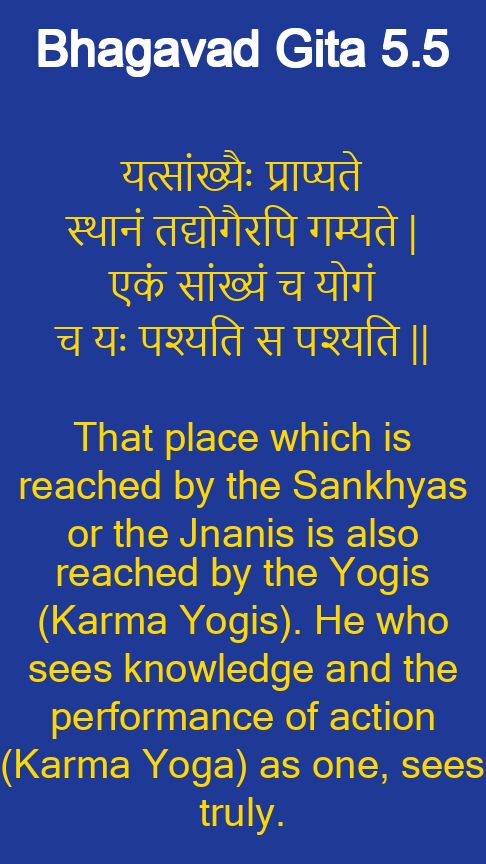 Bhagavad Gita 5.5
यत्सांख्यैः प्राप्यते
स्थानं तद्योगैरपि गम्यते |
एकं सांख्यं च योगं
च यः पश्यति स पश्यति ||
That place which is
reached by the Sankhyas
or the Jnanis is also
reached by the Yogis
(Karma Yogis). He who
sees knowledge and the
performance of action
(Karma Yoga) as one, sees
truly.